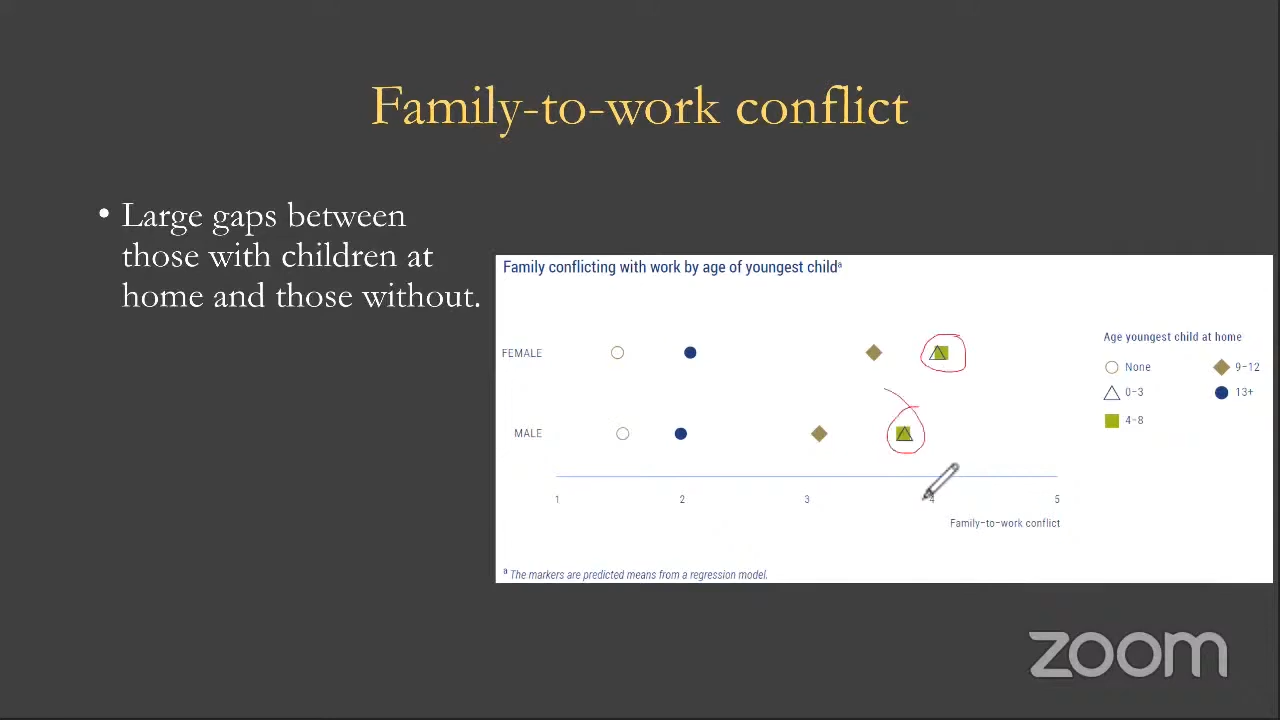 Family-to-work conflict
• Large gaps between
those with children at
home and those without.
Family conflicting with work by age of youngest childᵃ
FEMALE
MALE
1 2 3 4 5
Family-to-work conflict
Age youngest child at home
None 9-12
0-3 13+
4-8
ᵃ The markers are predicted means from a regression model.
zoom